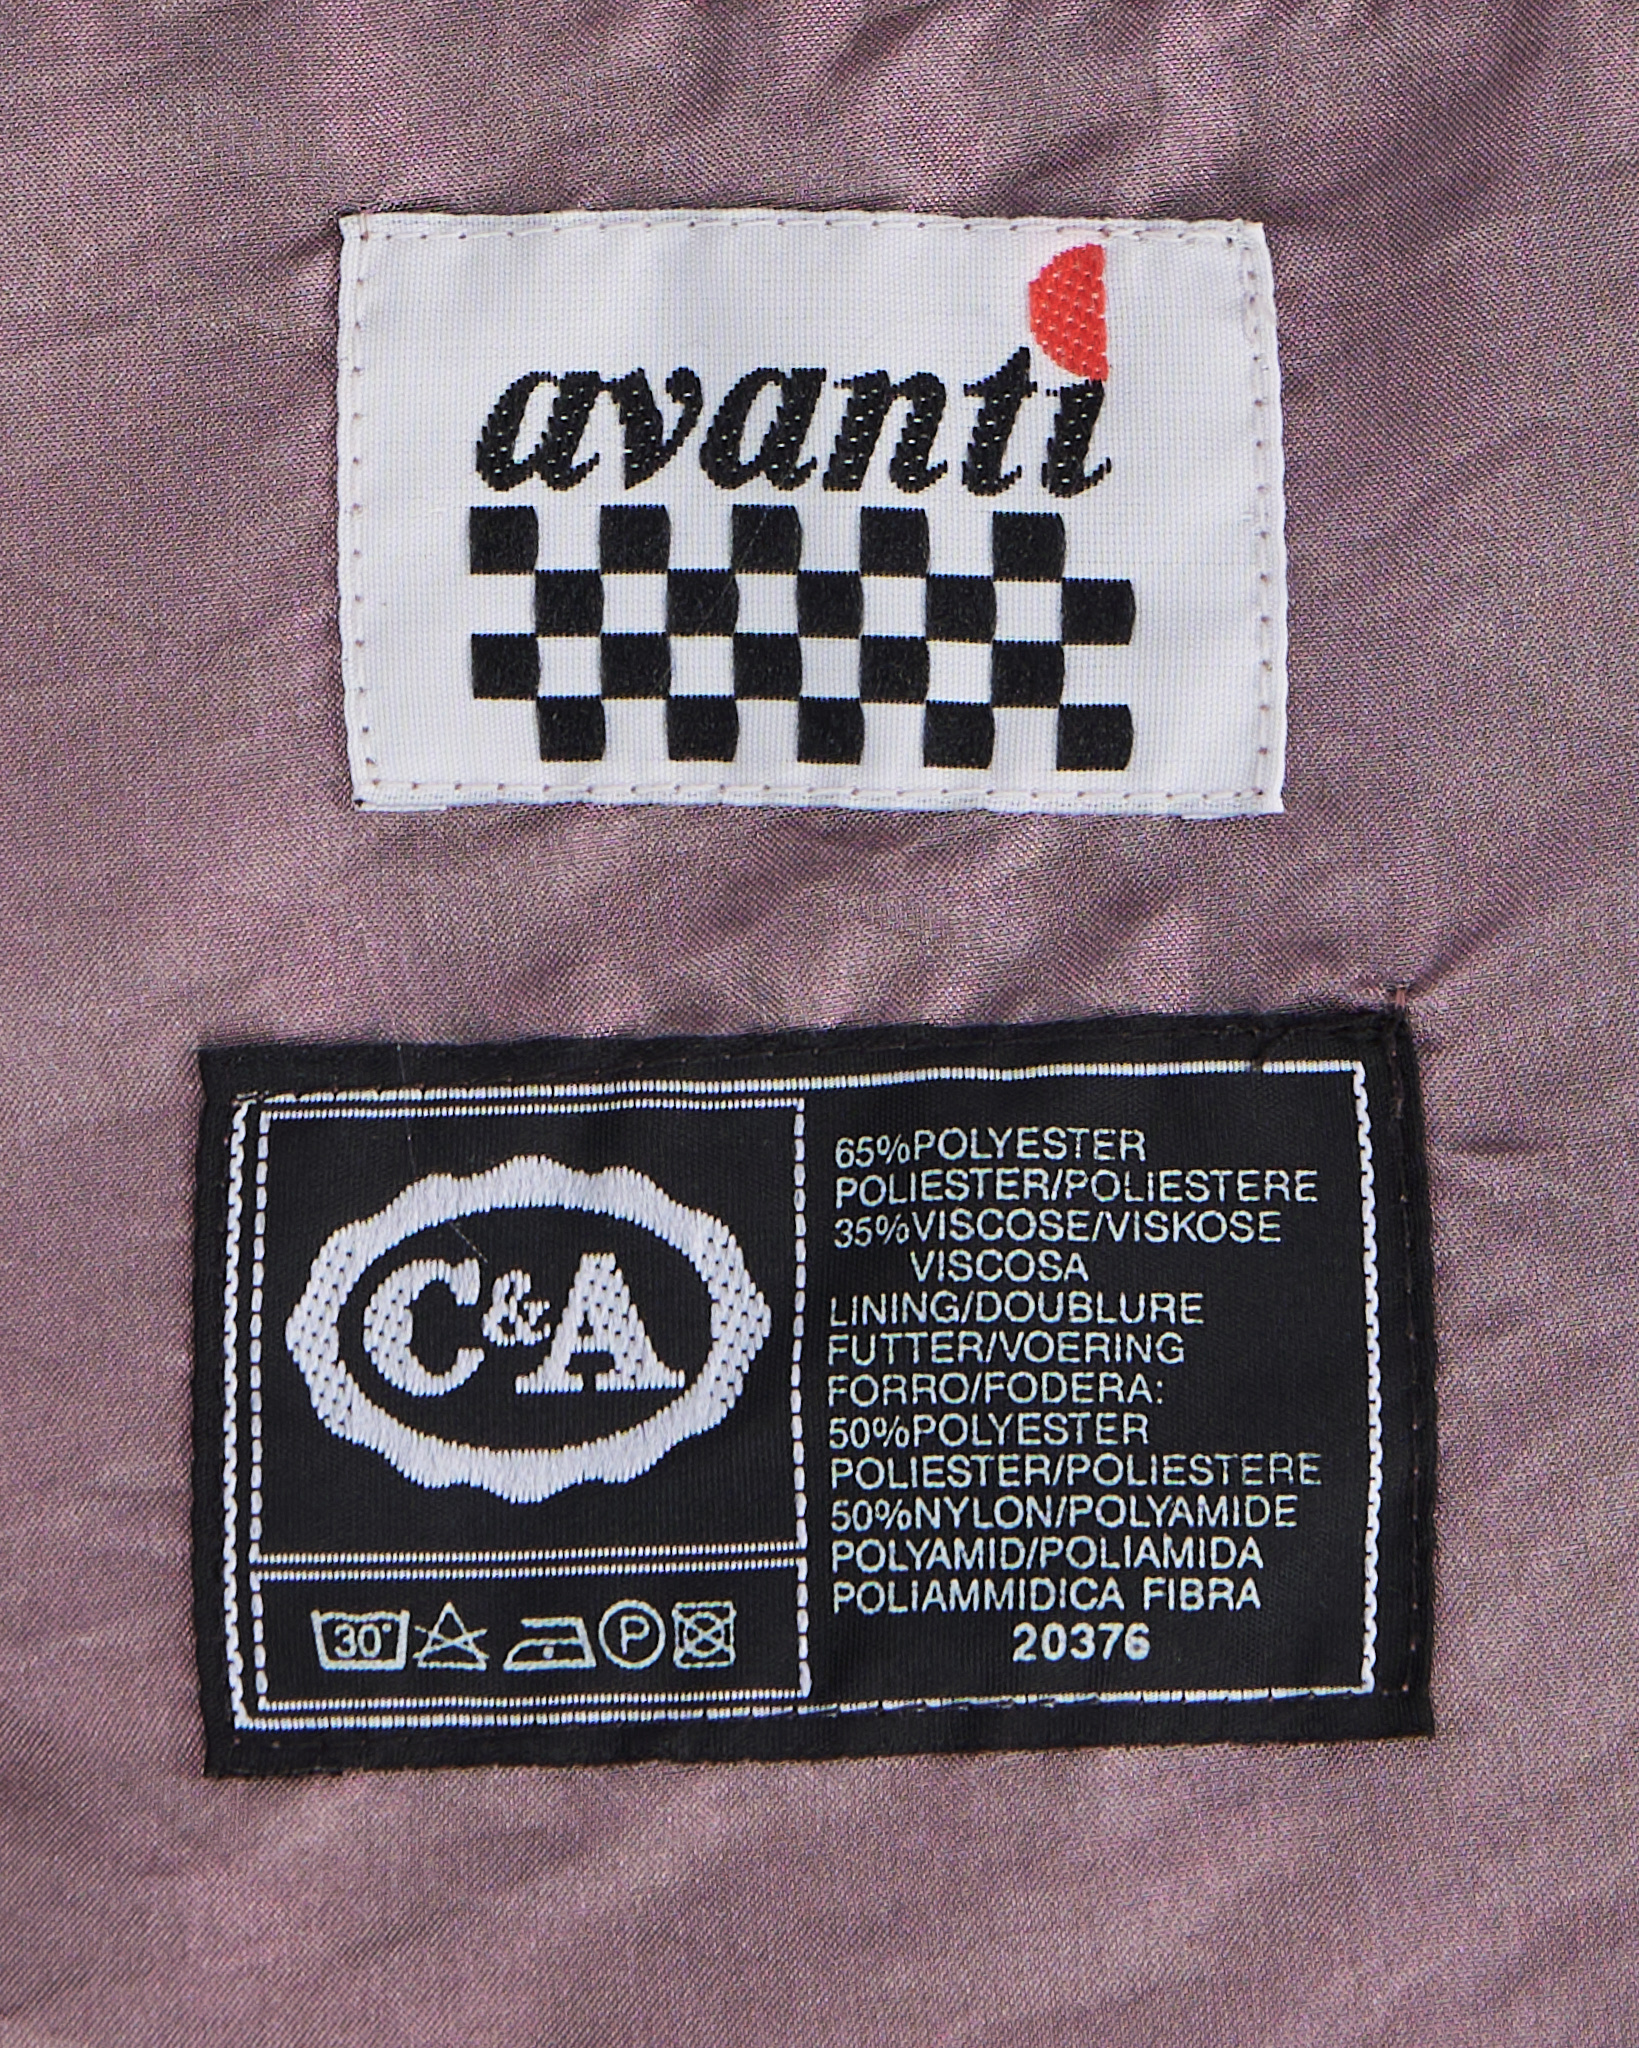 avanti
C&A
30°
P
65%POLYESTER
POLIESTER/POLIESTERE
35%VISCOSE/VISKOSE
VISCOSA
LINING/DOUBLURE
FUTTER/VOERING
FORRO/FODERA:
50%POLYESTER
POLIESTER/POLIESTERE
50%NYLON/POLYAMIDE
POLYAMID/POLIAMIDA
POLIAMMIDICA FIBRA
20376